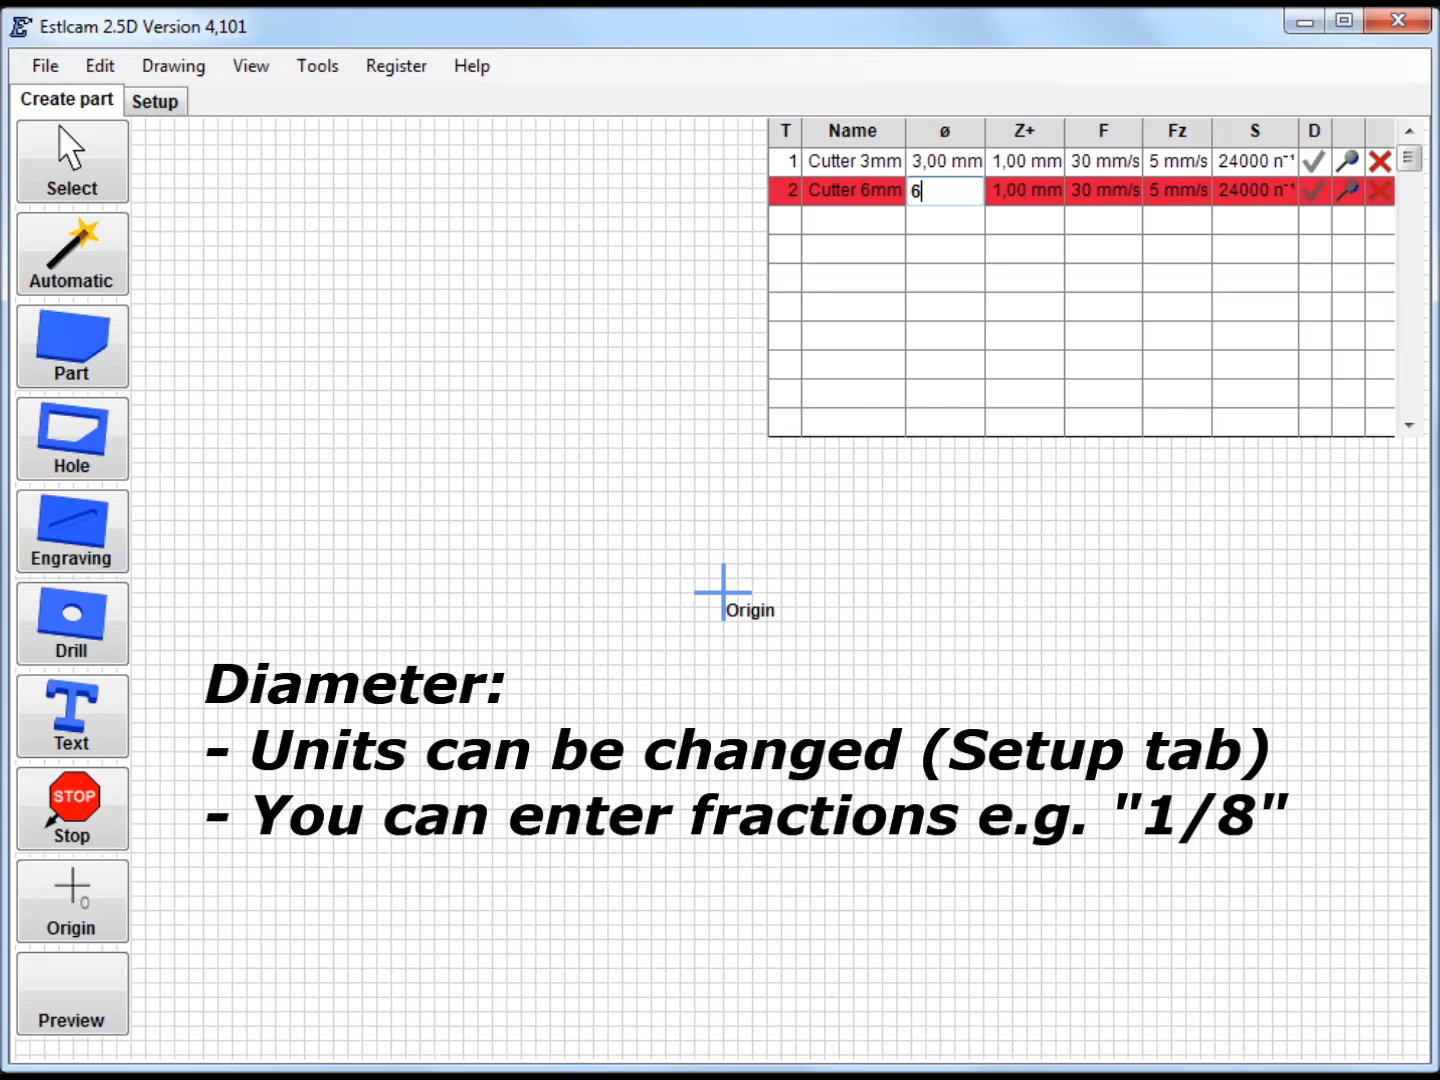 Estlcam 2.5D Version 4,101
File Edit Drawing View Tools Register Help
Create part Setup
Select
Automatic
Part
Hole
Engraving
Drill
Text
STOP
Stop
0
Origin
Preview
T Name ø Z+ F Fz S D
1 Cutter 3mm 3,00 mm 1,00 mm 30 mm/s 5 mm/s 24000 n⁻¹
2 Cutter 6mm 6 1,00 mm 30 mm/s 5 mm/s 24000 n⁻¹
Origin
Diameter:
- Units can be changed (Setup tab)
- You can enter fractions e.g. "1/8"